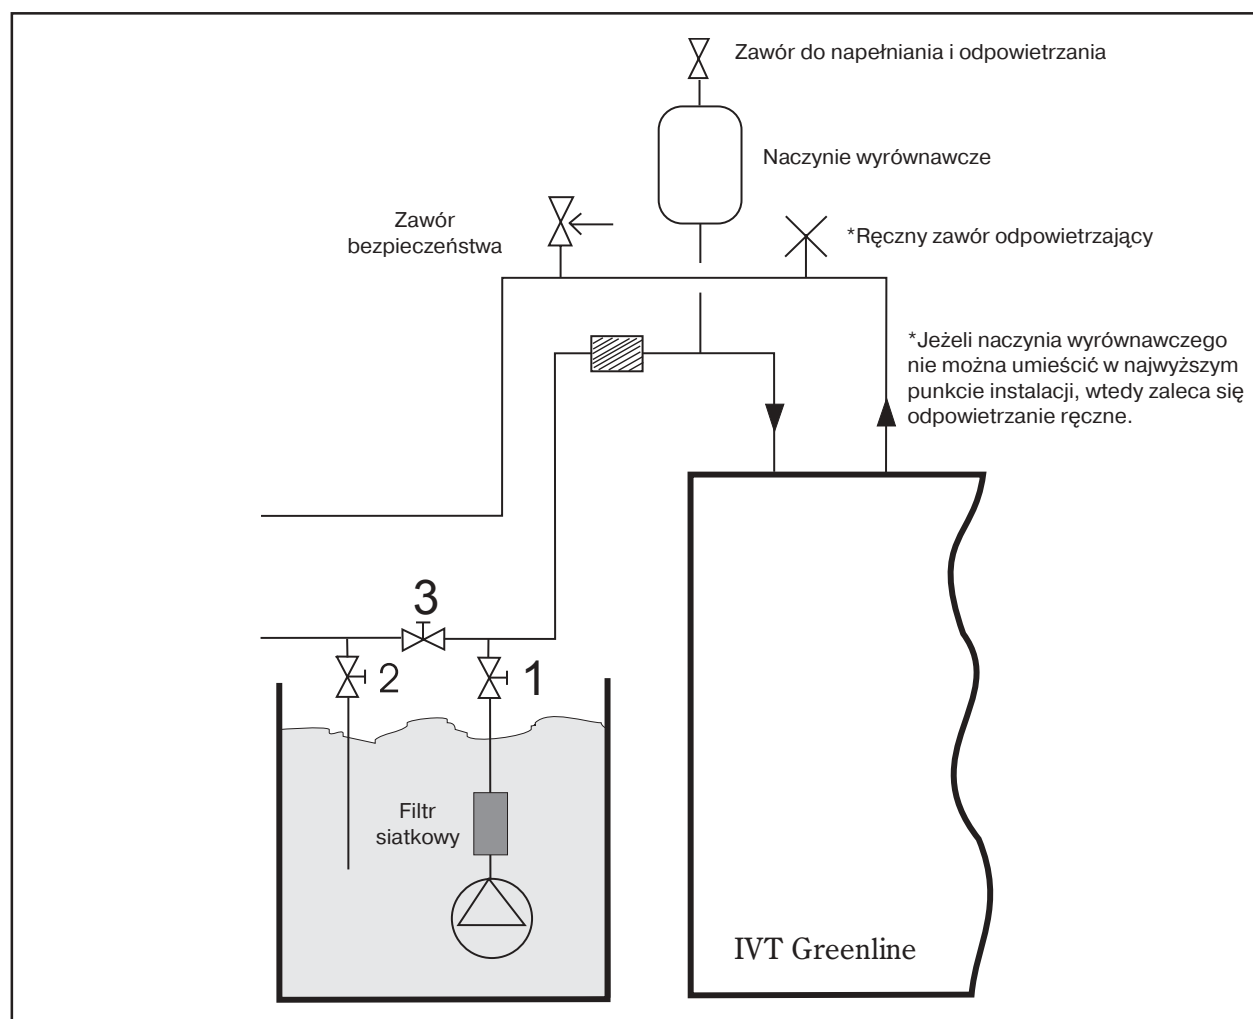 Zawór do napełniania i odpowietrzania
Naczynie wyrównawcze
Zawór
bezpieczeństwa
*Ręczny zawór odpowietrzający
*Jeżeli naczynia wyrównawczego
nie można umieścić w najwyższym
punkcie instalacji, wtedy zaleca się
odpowietrzanie ręczne.
3
2
1
Filtr
siatkowy
IVT Greenline